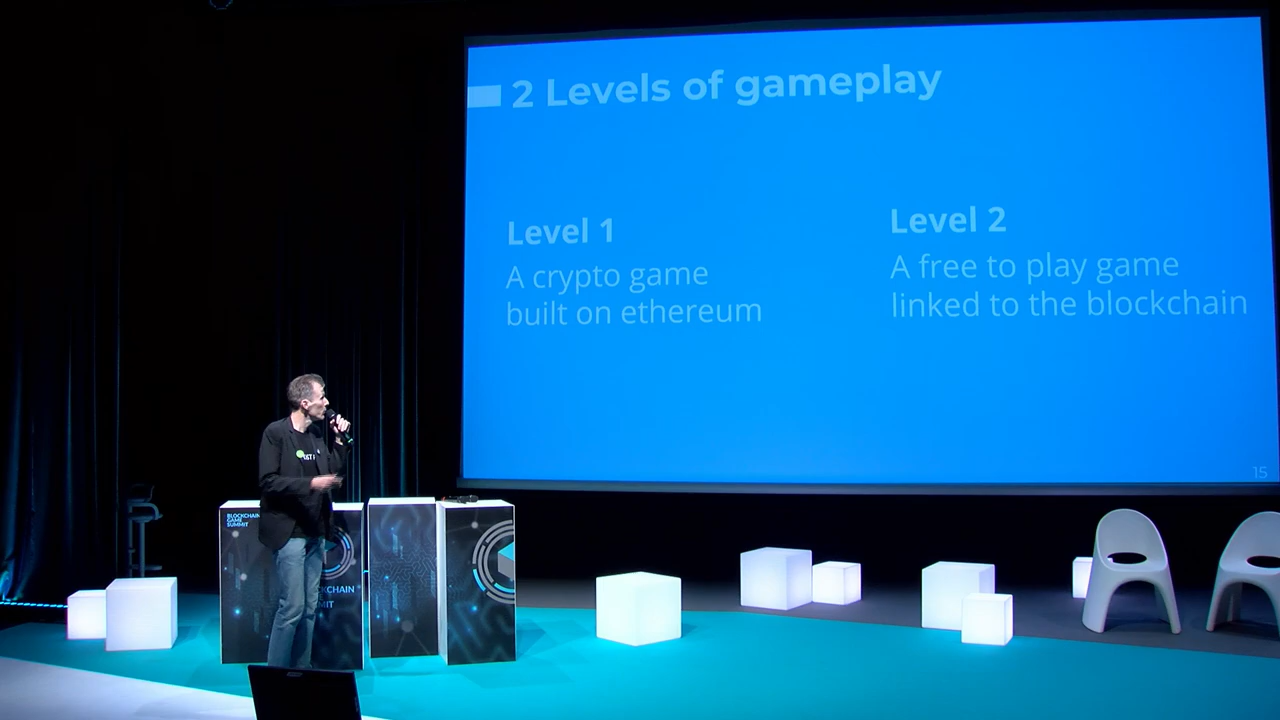 2 Levels of gameplay
Level 1
A crypto game
built on ethereum
Level 2
A free to play game
linked to the blockchain
15
BLOCKCHAIN
GAME
SUMMIT